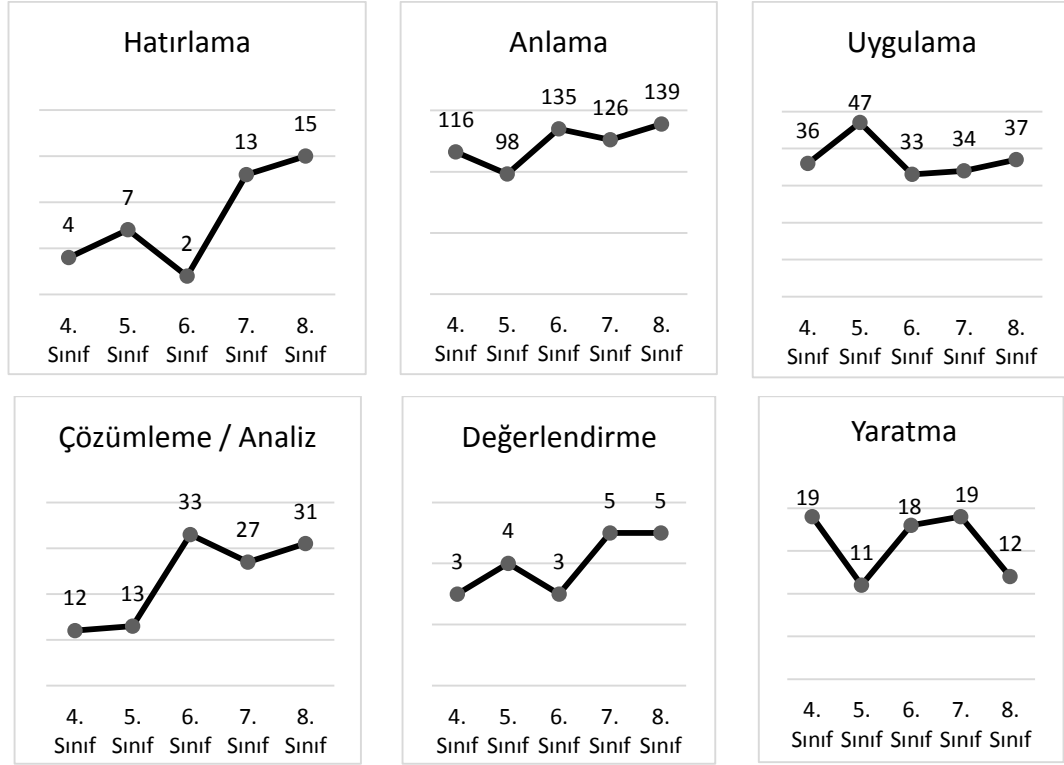 Hatırlama
4
7
2
13
15
4. Sınıf
5. Sınıf
6. Sınıf
7. Sınıf
8. Sınıf
Anlama
116
98
135
126
139
4. Sınıf
5. Sınıf
6. Sınıf
7. Sınıf
8. Sınıf
Uygulama
36
47
33
34
37
4. Sınıf
5. Sınıf
6. Sınıf
7. Sınıf
8. Sınıf
Çözümleme / Analiz
12
13
33
27
31
4. Sınıf
5. Sınıf
6. Sınıf
7. Sınıf
8. Sınıf
Değerlendirme
3
4
3
5
5
4. Sınıf
5. Sınıf
6. Sınıf
7. Sınıf
8. Sınıf
Yaratma
19
11
18
19
12
4. Sınıf
5. Sınıf
6. Sınıf
7. Sınıf
8. Sınıf